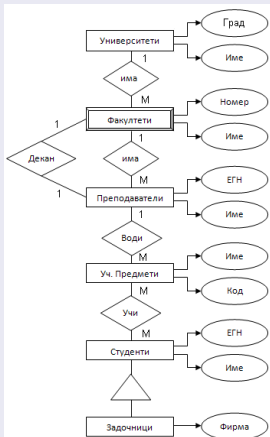 Град
Университети
Име
1
има
М
Номер
Факултети
1
1
Име
Декан
има
М
ЕГН
1
Преподаватели
1
Име
Води
М
Име
Уч. Предмети
М
Код
Учи
М
ЕГН
Студенти
Име
Задочници
Фирма